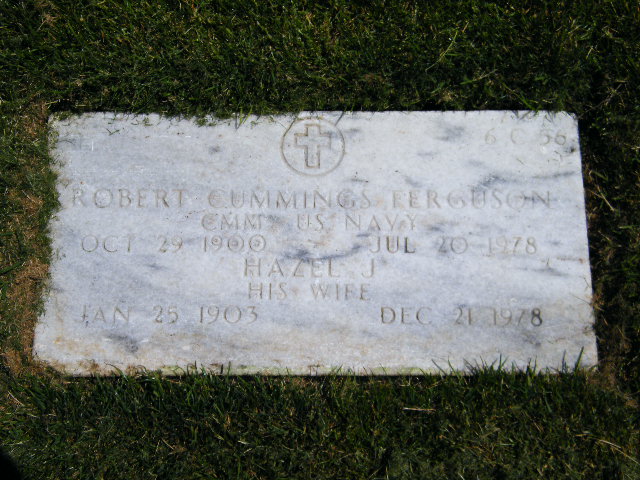 6 C 56
ROBERT CUMMINGS FERGUSON
CMM US NAVY
OCT 29 1900 JUL 20 1978
HAZEL J
HIS WIFE
JAN 25 1903 DEC 21 1978